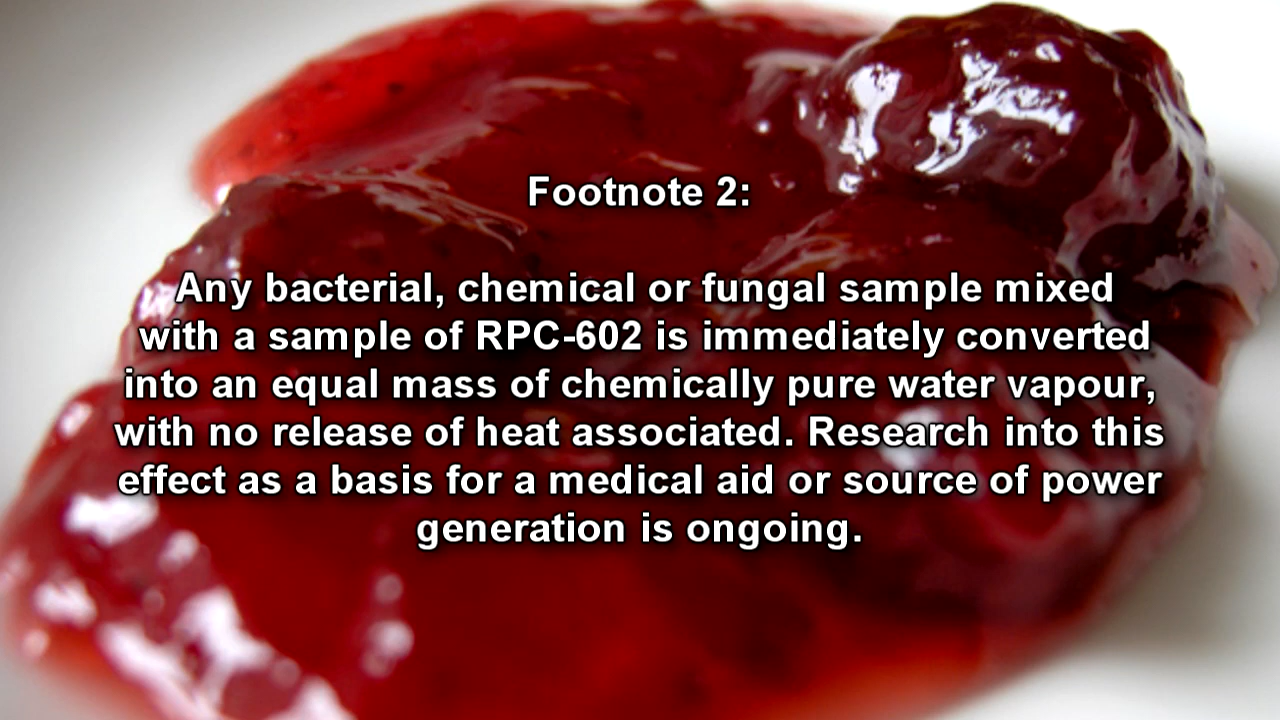 Footnote 2:
Any bacterial, chemical or fungal sample mixed
with a sample of RPC-602 is immediately converted
into an equal mass of chemically pure water vapour,
with no release of heat associated. Research into this
effect as a basis for a medical aid or source of power
generation is ongoing.